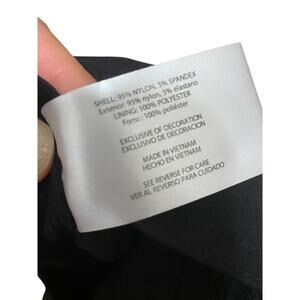 SHELL: 95% NYLON, 5% SPANDEX
Exterior: 95% nylon, 5% elastano
LINING: 100% POLYESTER
Forro : 100% poliéster
EXCLUSIVE OF DECORATION
EXCLUSIVO DE DECORACION
MADE IN VIETNAM
HECHO EN VIETNAM
SEE REVERSE FOR CARE
VER AL REVERSO PARA CUIDADO